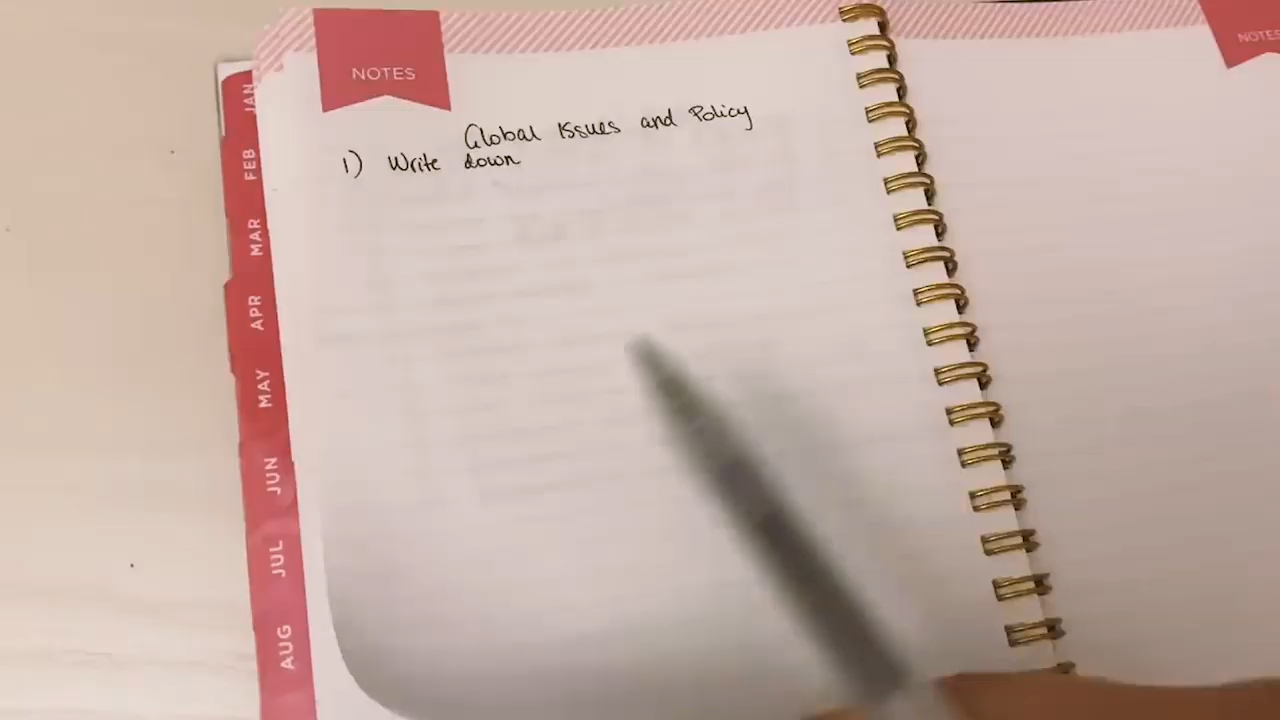 NOTES
NOTES
Global Issues and Policy
1) Write down
JAN
FEB
MAR
APR
MAY
JUN
JUL
AUG